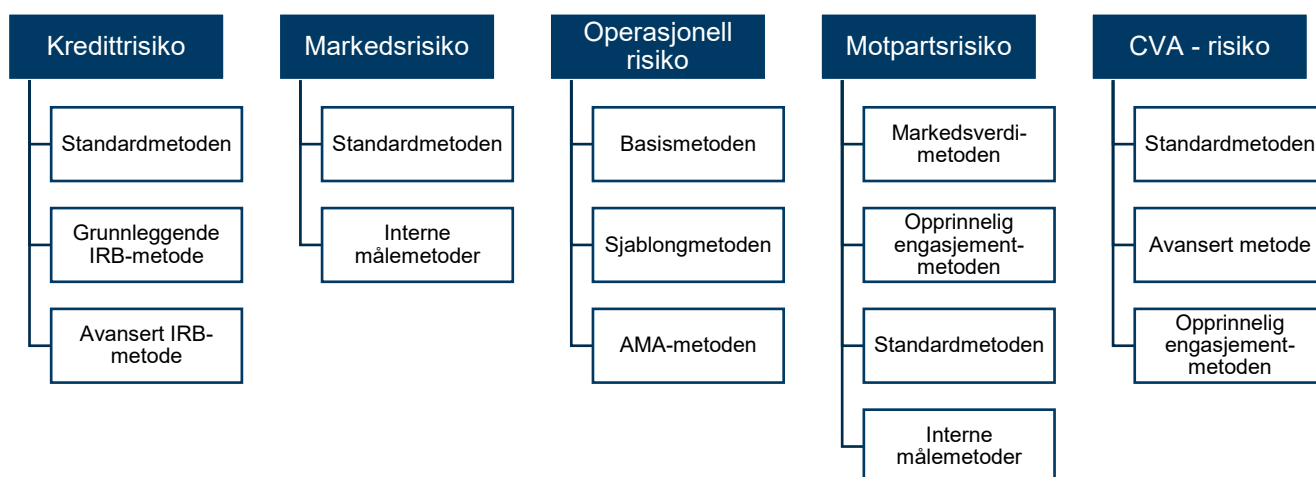 Kredittrisiko
Standardmetoden
Grunnleggende
IRB-metode
Avansert IRB-
metode
Markedsrisiko
Standardmetoden
Interne
målemetoder
Operasjonell
risiko
Basismetoden
Sjablongmetoden
AMA-metoden
Motpartsrisiko
Markedsverdi-
metoden
Opprinnelig
engasjement-
metoden
Standardmetoden
Interne
målemetoder
CVA - risiko
Standardmetoden
Avansert metode
Opprinnelig
engasjement-
metoden